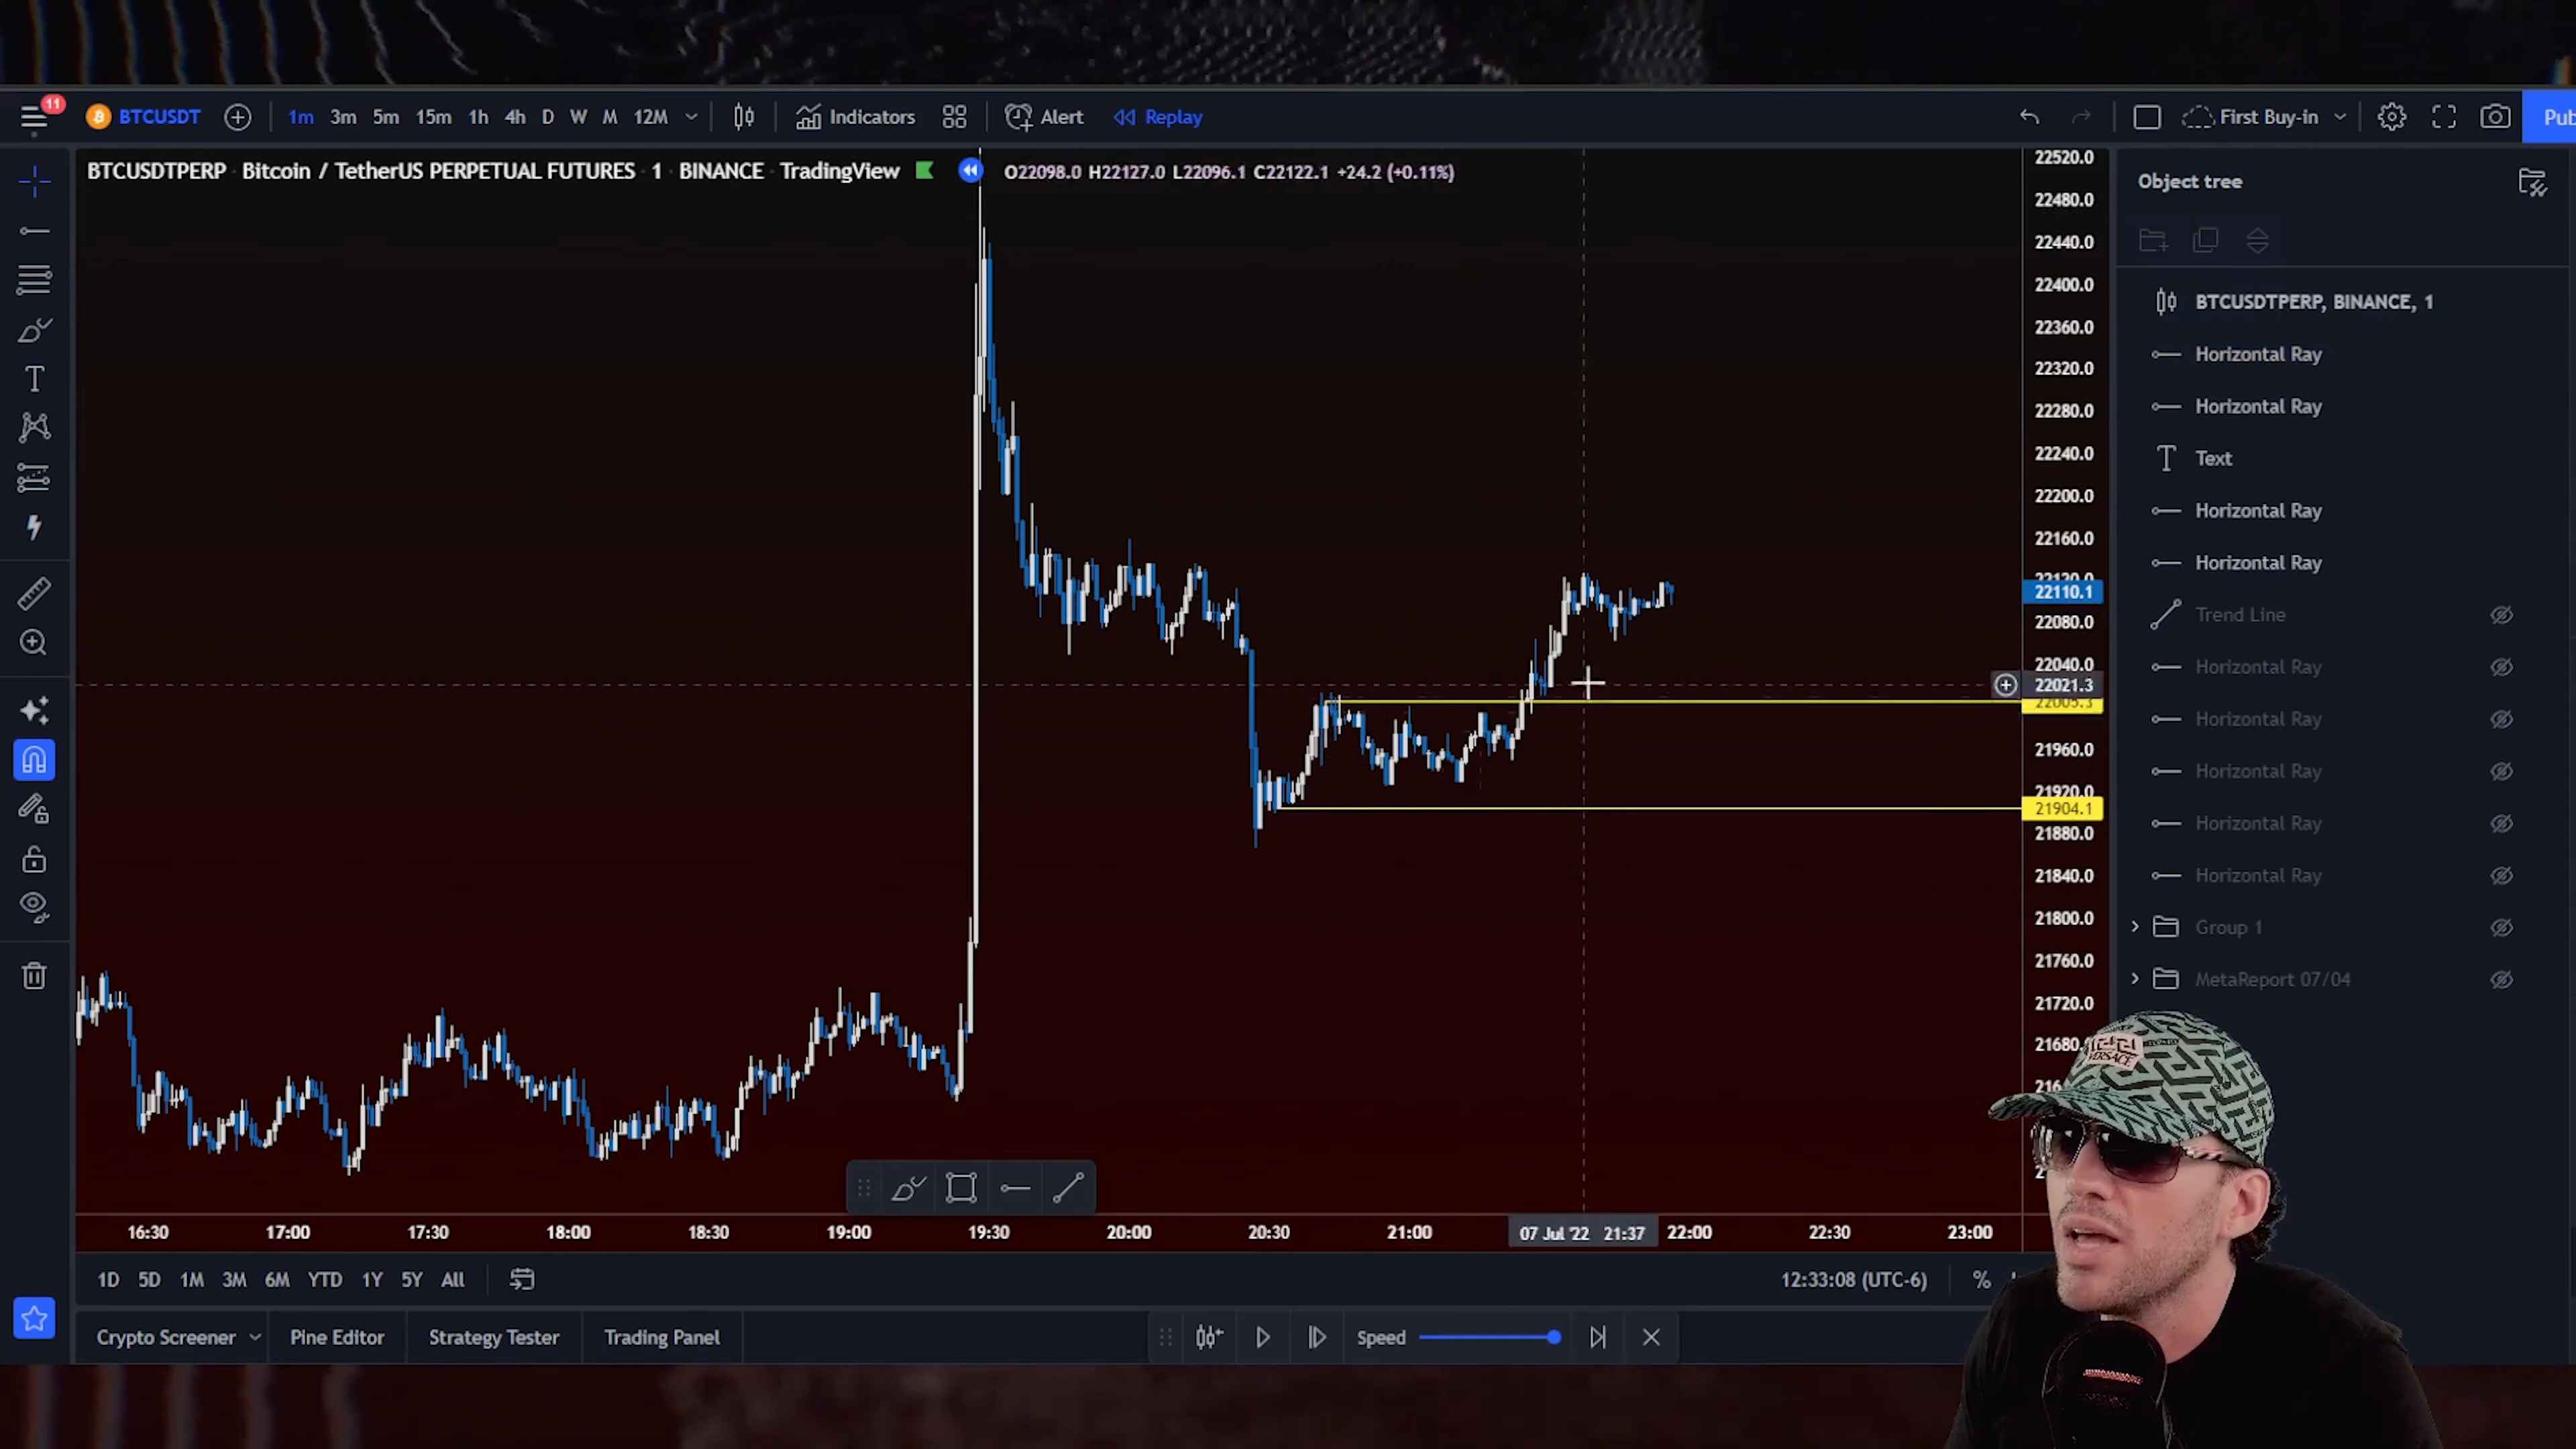 11 BTCUSDT 1m 3m 5m 15m 1h 4h D W M 12M Indicators Alert Replay First Buy-in Pub
BTCUSDTPERP · Bitcoin / TetherUS PERPETUAL FUTURES · 1 · BINANCE · TradingView O22098.0 H22127.0 L22096.1 C22122.1 +24.2 (+0.11%)
22520.0
22480.0
22440.0
22400.0
22360.0
22320.0
22280.0
22240.0
22200.0
22160.0
22120.0
22110.1
22080.0
22040.0
22021.3
22005.3
21960.0
21920.0
21904.1
21880.0
21840.0
21800.0
21760.0
21720.0
21680.
Object tree
BTCUSDTPERP, BINANCE, 1
Horizontal Ray
Horizontal Ray
Text
Horizontal Ray
Horizontal Ray
Trend Line
Horizontal Ray
Horizontal Ray
Horizontal Ray
Horizontal Ray
Horizontal Ray
Group 1
MetaReport 07/04
VERSACE
16:30 17:00 17:30 18:00 18:30 19:00 19:30 20:00 20:30 21:00 07 Jul '22 21:37 22:00 22:30 23:00
1D 5D 1M 3M 6M YTD 1Y 5Y All 12:33:08 (UTC-6) %
Crypto Screener Pine Editor Strategy Tester Trading Panel Speed